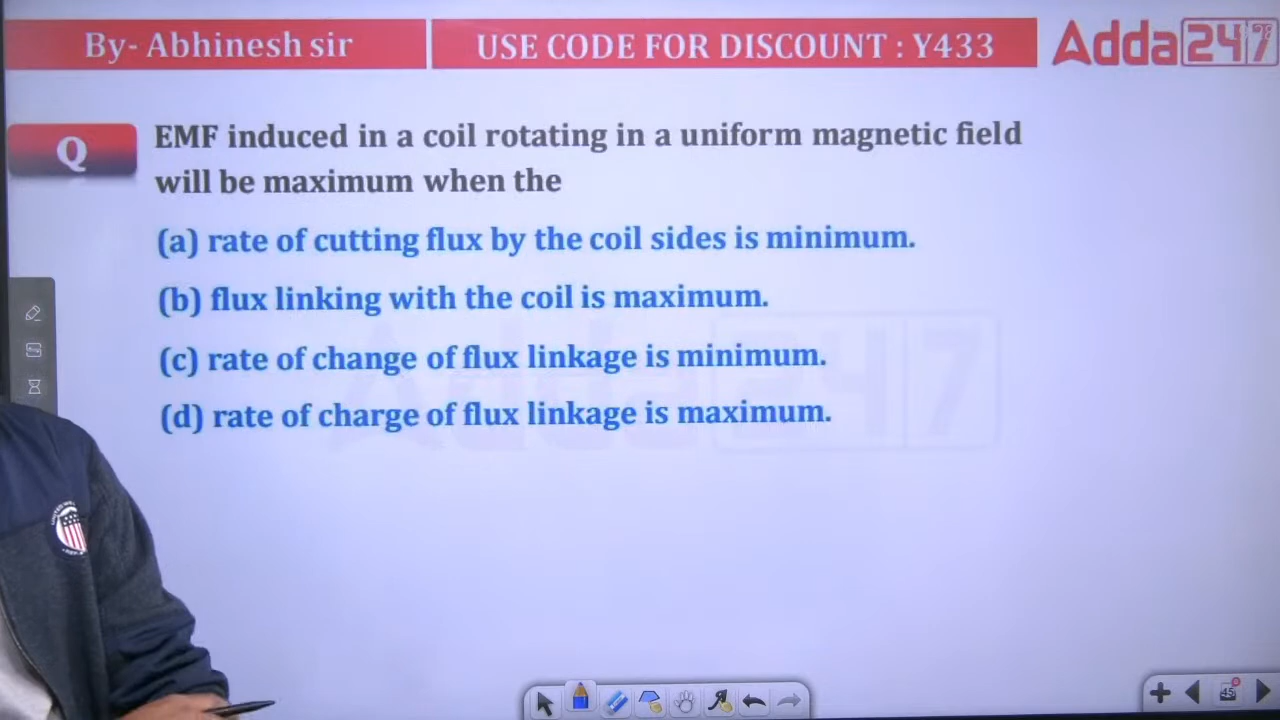 By- Abhinesh sir
USE CODE FOR DISCOUNT : Y433
Adda247
Q
EMF induced in a coil rotating in a uniform magnetic field
will be maximum when the
(a) rate of cutting flux by the coil sides is minimum.
(b) flux linking with the coil is maximum.
(c) rate of change of flux linkage is minimum.
(d) rate of charge of flux linkage is maximum.
Adda247
45